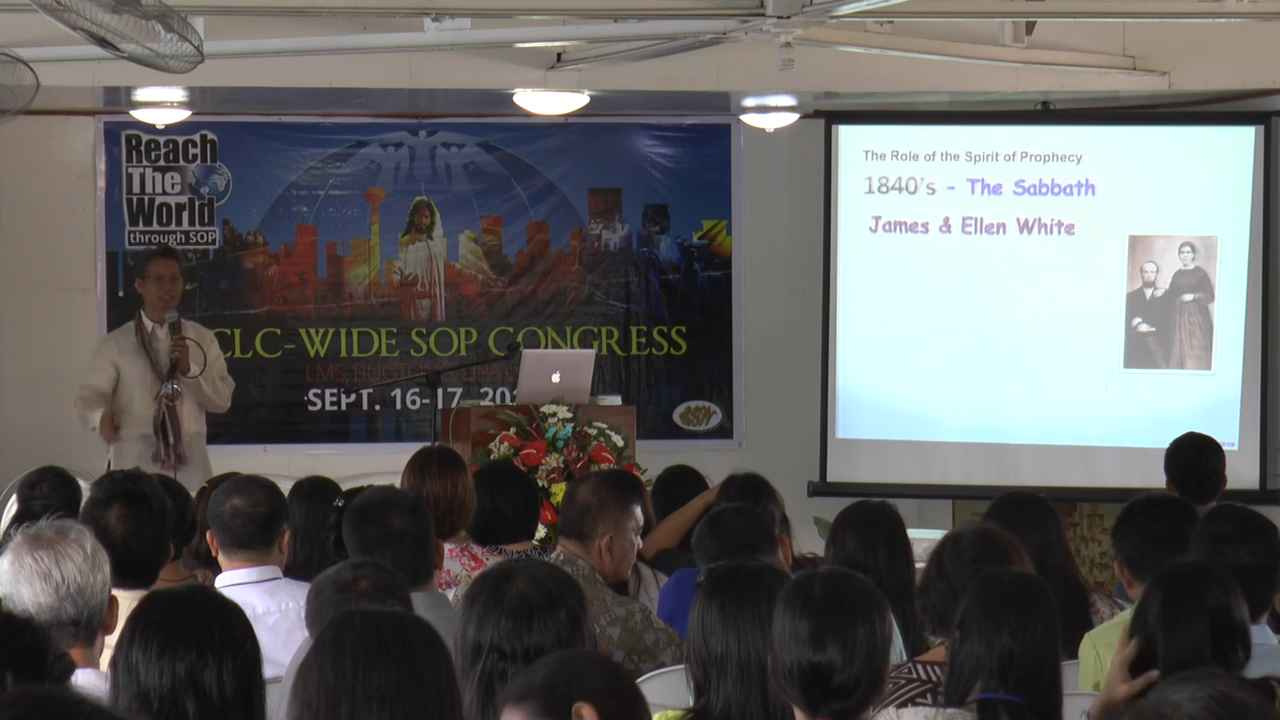 Reach
The
World
through SOP
CLC-WIDE SOP CONGRESS
LMS,
SEPT. 16-17,
The Role of the Spirit of Prophecy
1840's - The Sabbath
James & Ellen White